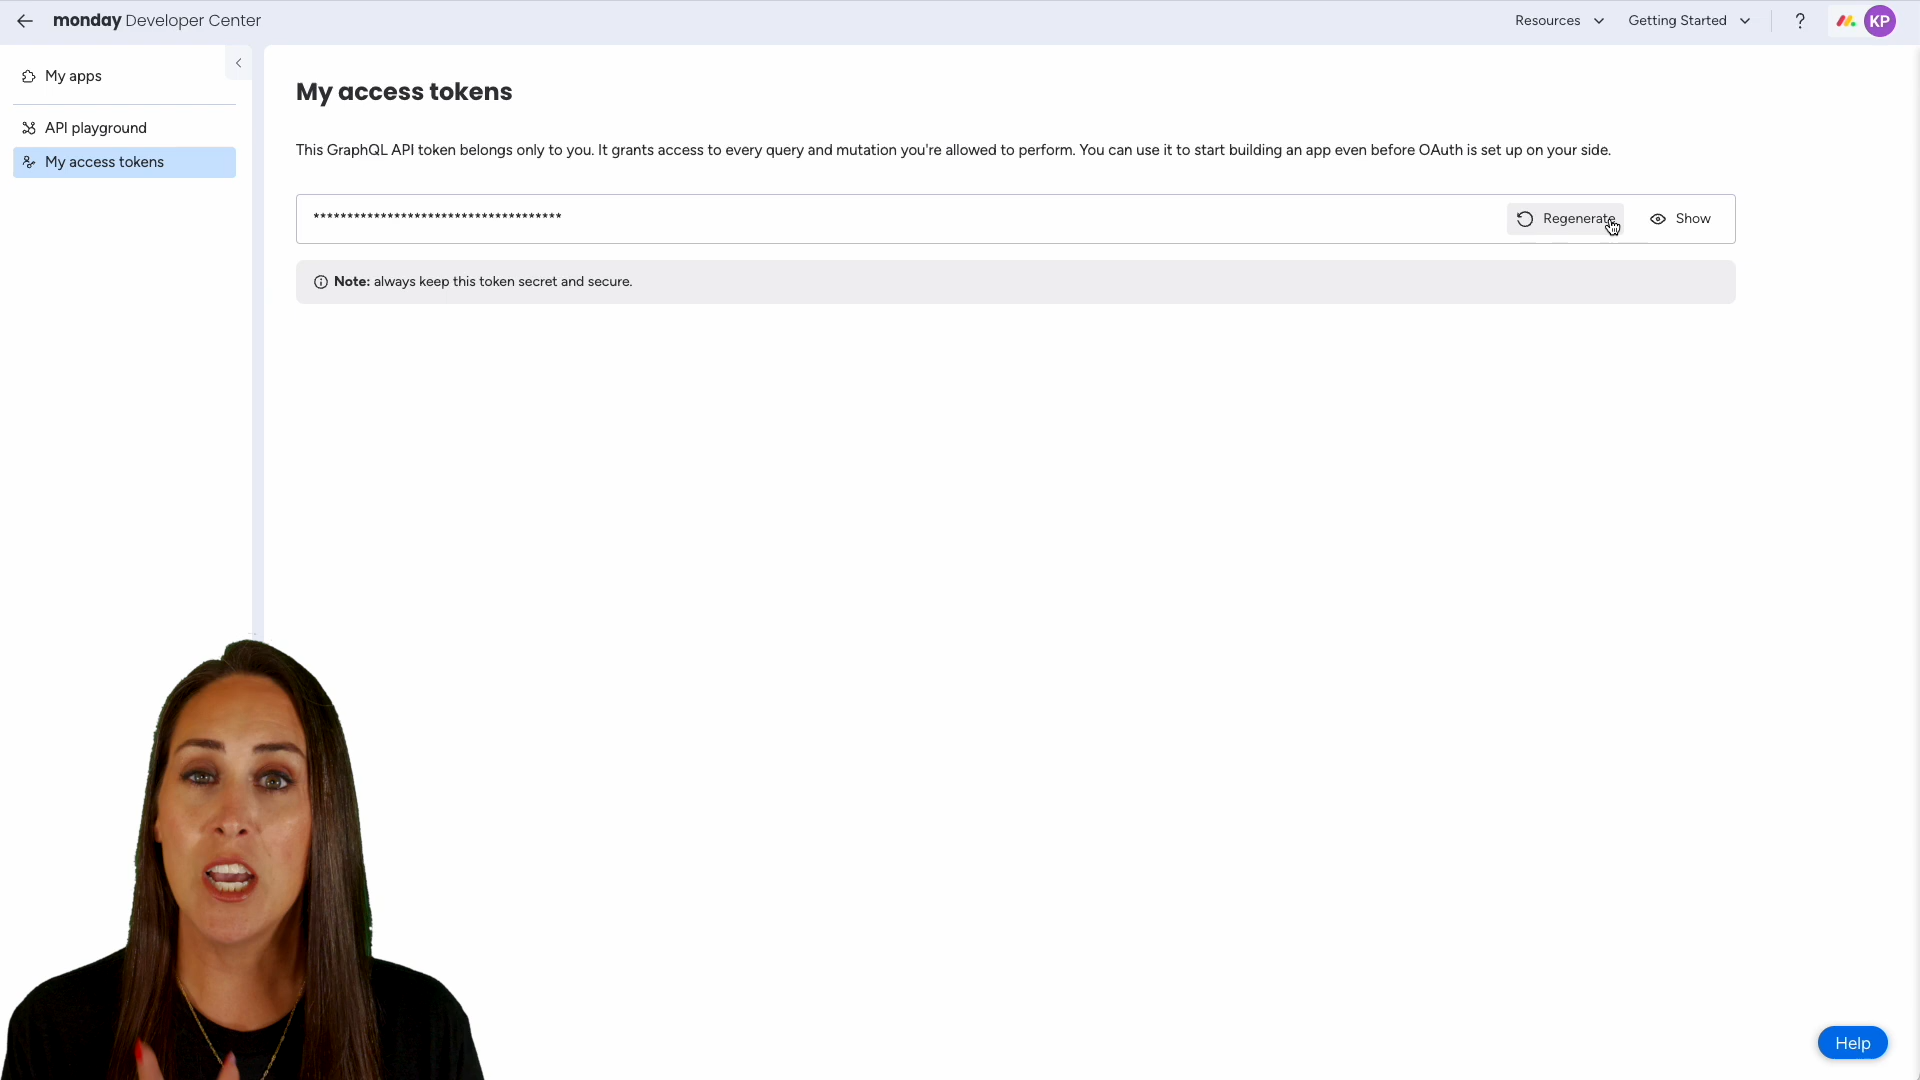 monday Developer Center
Resources
Getting Started
?
KP
My apps
API playground
My access tokens
My access tokens
This GraphQL API token belongs only to you. It grants access to every query and mutation you're allowed to perform. You can use it to start building an app even before OAuth is set up on your side.
*************************************
Regenerate
Show
Note: always keep this token secret and secure.
Help